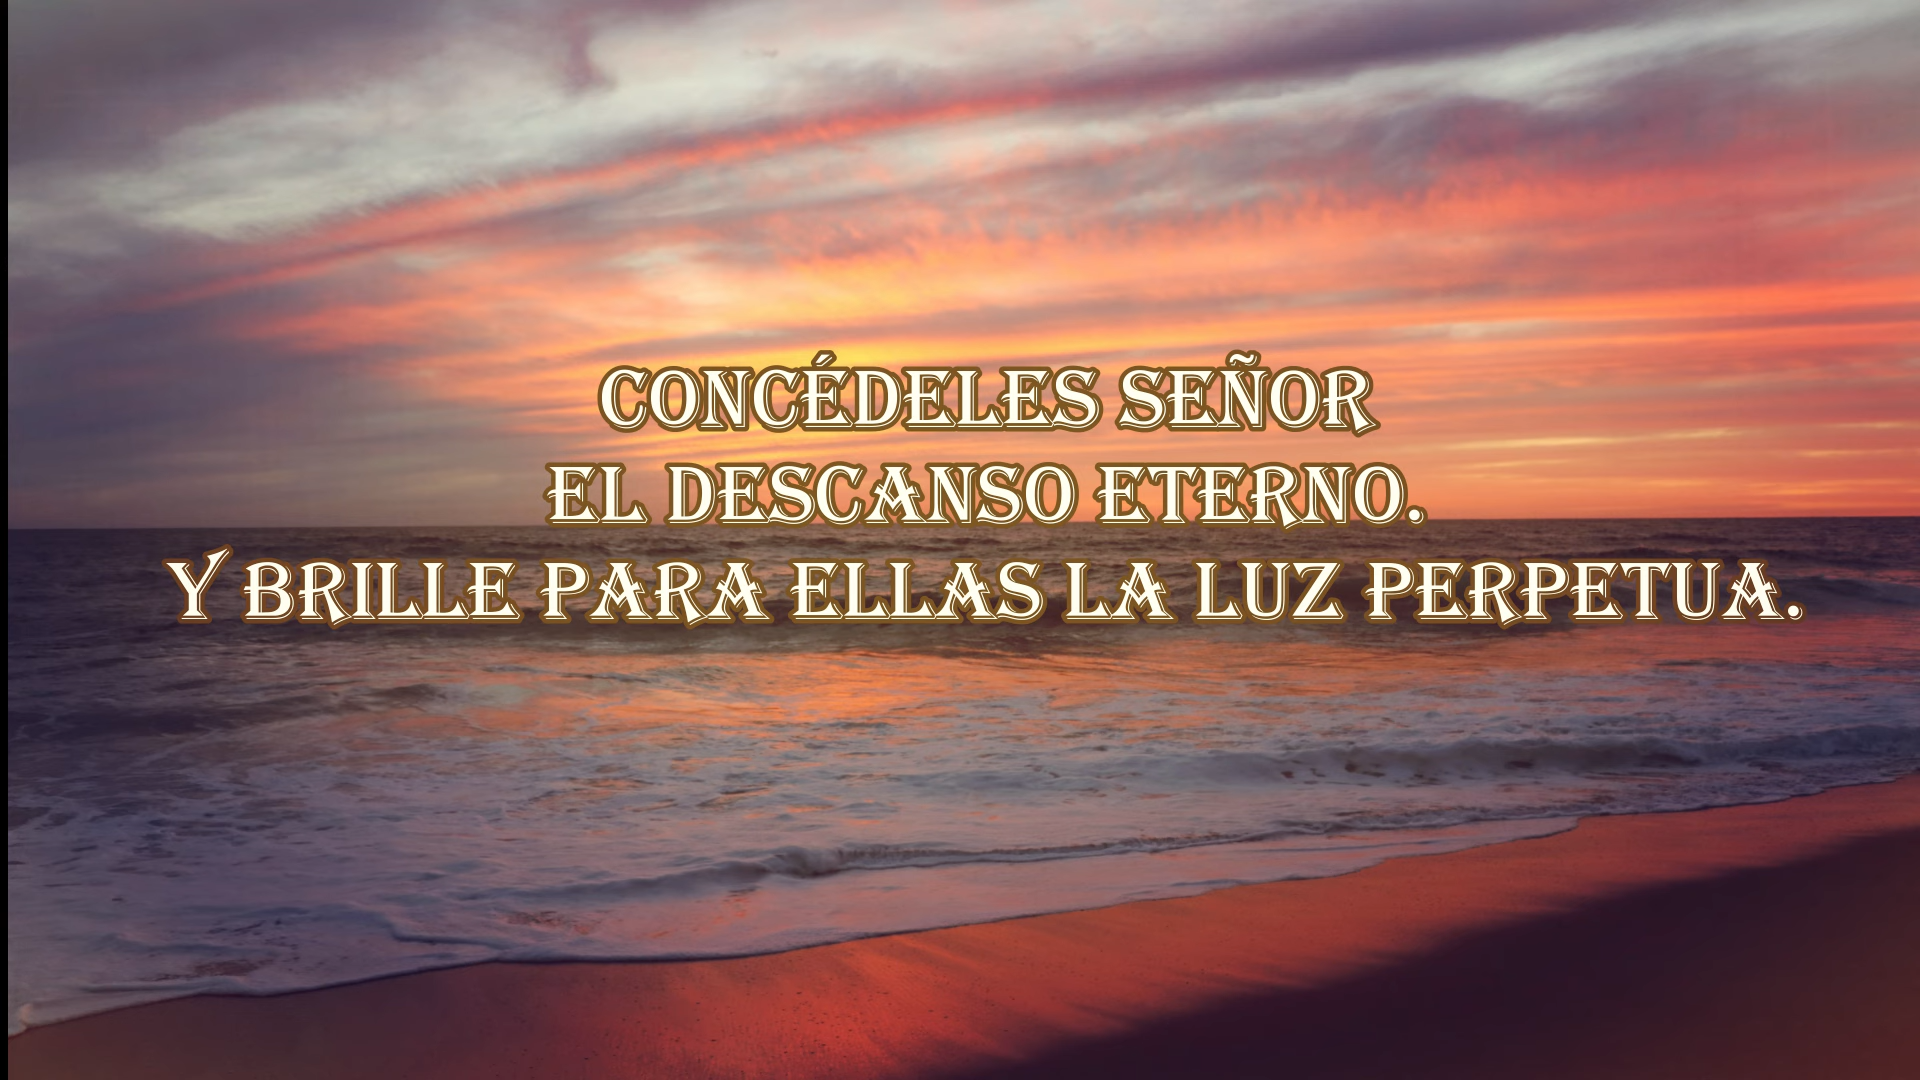 CONCÉDELES SEÑOR
EL DESCANSO ETERNO.
Y BRILLE PARA ELLAS LA LUZ PERPETUA.